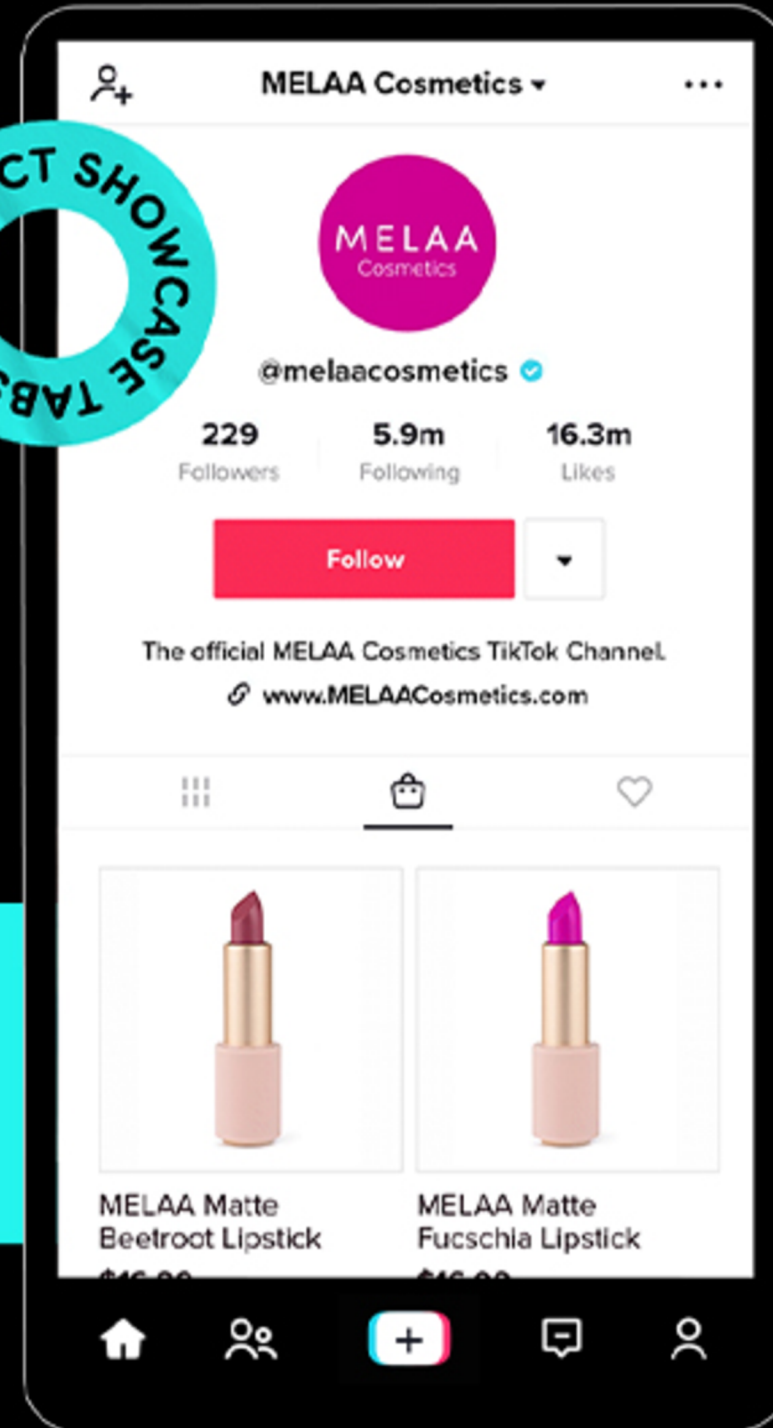 MELAA Cosmetics
CT SHOWCASE TABS
MELAA
Cosmetics
@melaacosmetics
229 5.9m 16.3m
Followers Following Likes
Follow
The official MELAA Cosmetics TikTok Channel.
www.MELAACosmetics.com
MELAA Matte
Beetroot Lipstick
MELAA Matte
Fucschia Lipstick